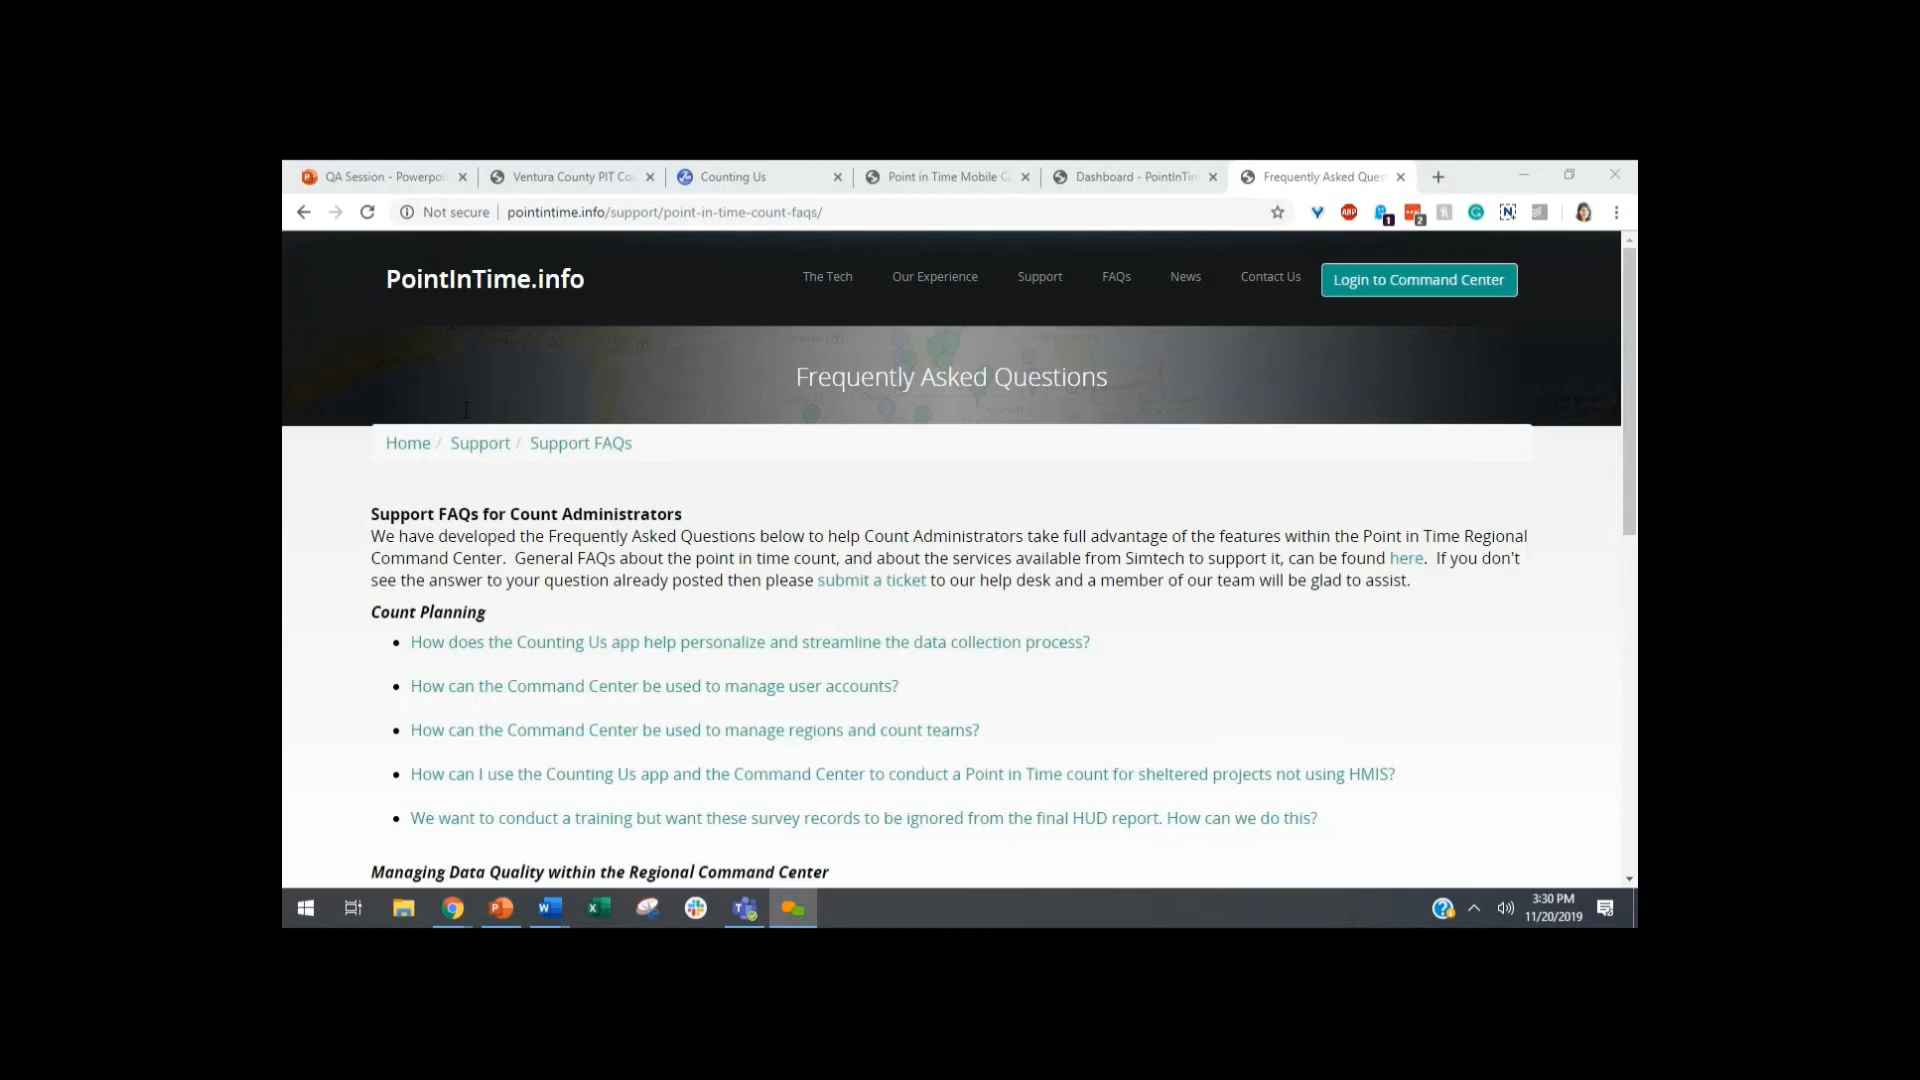 QA Session - Powerpoi
Ventura County PIT Co
Counting Us
Point in Time Mobile C
Dashboard - PointInTim
Frequently Asked Ques
Not secure
pointintime.info/support/point-in-time-count-faqs/
ABP
1
2
N
PointInTime.info
The Tech
Our Experience
Support
FAQs
News
Contact Us
Login to Command Center
Frequently Asked Questions
Home / Support / Support FAQs
Support FAQs for Count Administrators
We have developed the Frequently Asked Questions below to help Count Administrators take full advantage of the features within the Point in Time Regional
Command Center. General FAQs about the point in time count, and about the services available from Simtech to support it, can be found here. If you don't
see the answer to your question already posted then please submit a ticket to our help desk and a member of our team will be glad to assist.
Count Planning
• How does the Counting Us app help personalize and streamline the data collection process?
• How can the Command Center be used to manage user accounts?
• How can the Command Center be used to manage regions and count teams?
• How can I use the Counting Us app and the Command Center to conduct a Point in Time count for sheltered projects not using HMIS?
• We want to conduct a training but want these survey records to be ignored from the final HUD report. How can we do this?
Managing Data Quality within the Regional Command Center
3:30 PM
11/20/2019